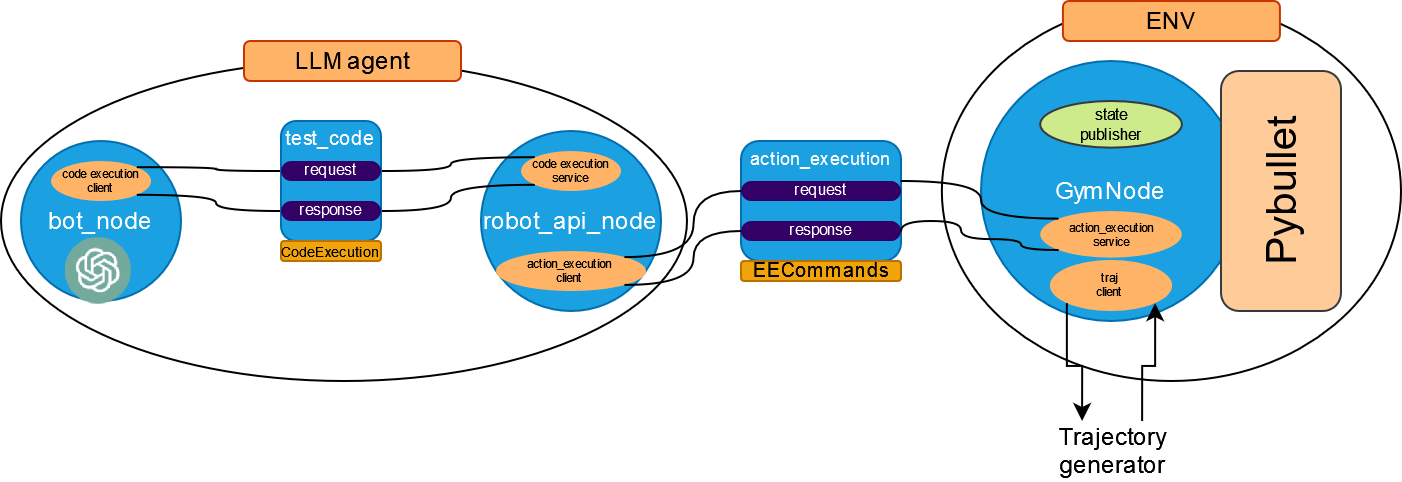 LLM agent
ENV
bot_node
code execution
client
test_code
request
response
CodeExecution
code execution
service
robot_api_node
action_execution
client
action_execution
request
response
EECommands
state
publisher
GymNode
action_execution
service
traj
client
Pybullet
Trajectory
generator